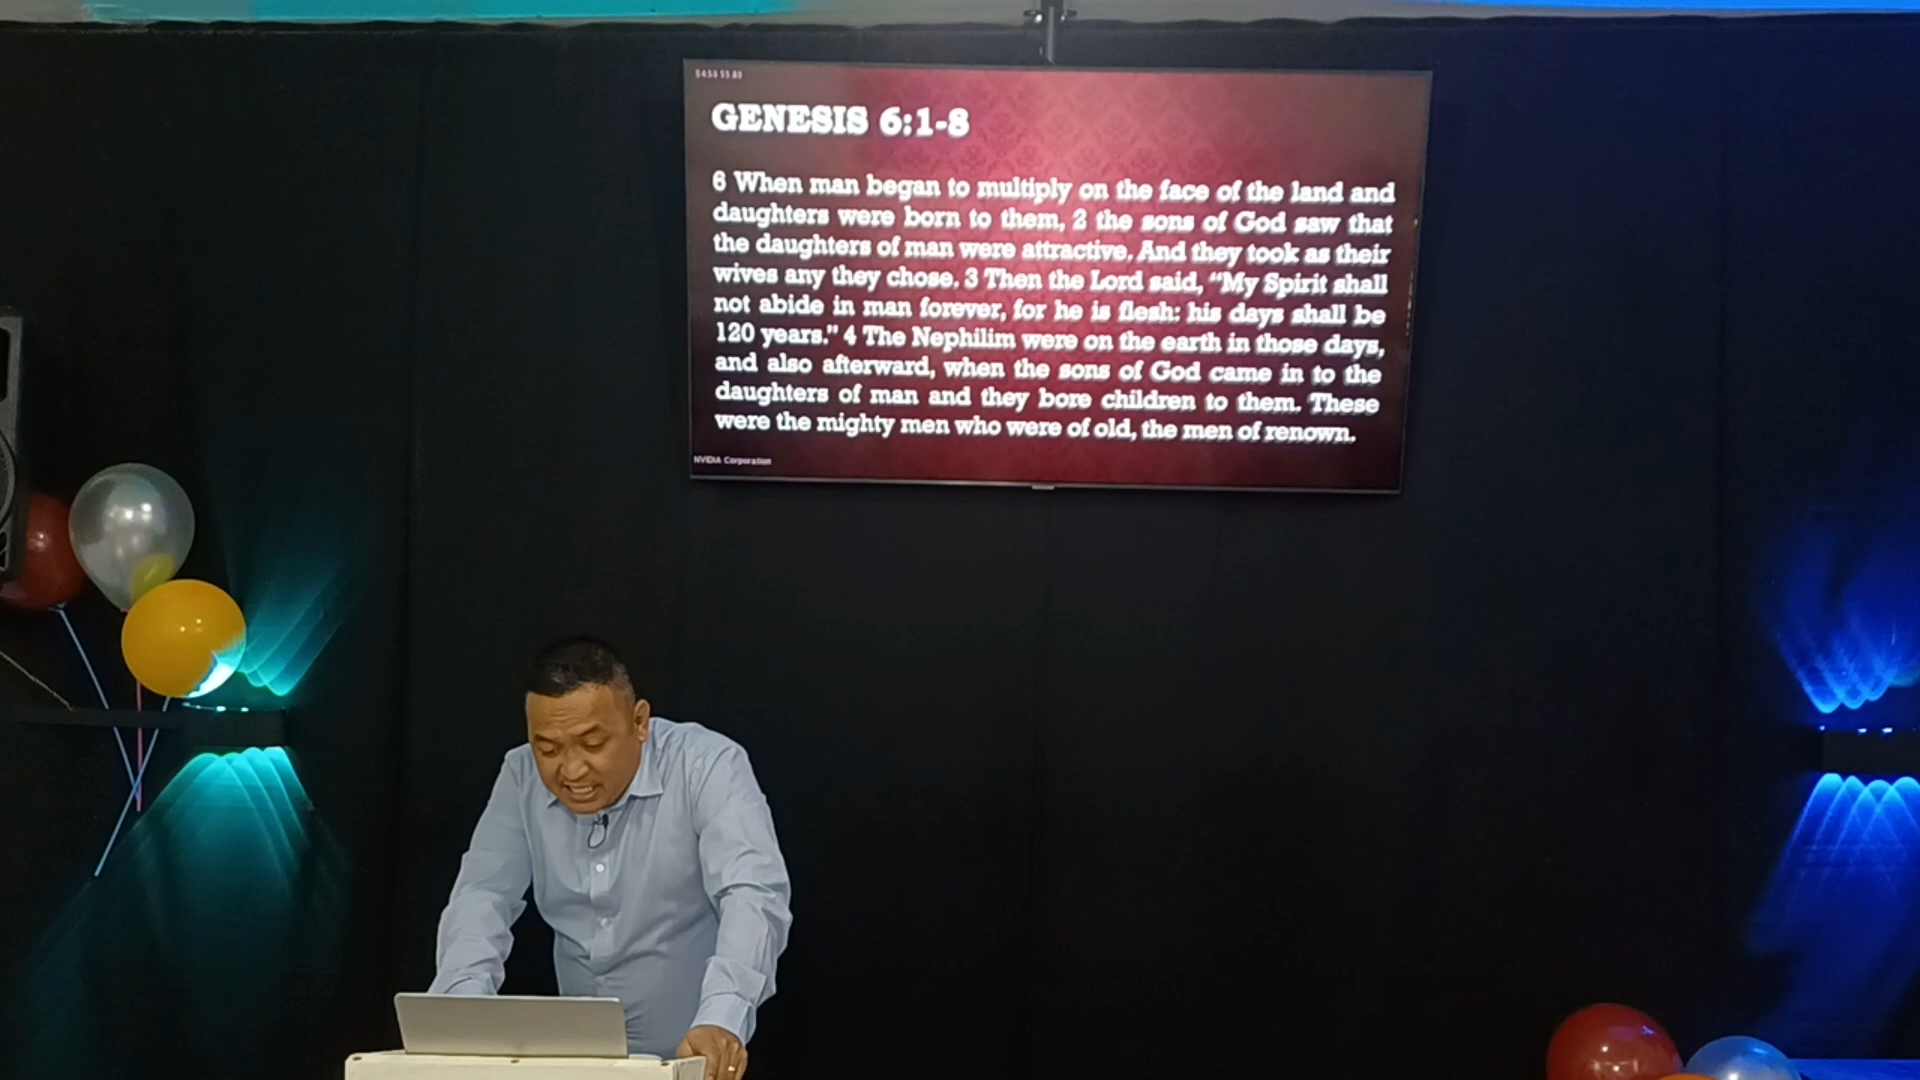 GENESIS 6:1-8
6 When man began to multiply on the face of the land and
daughters were born to them, 2 the sons of God saw that
the daughters of man were attractive. And they took as their
wives any they chose. 3 Then the Lord said, “My Spirit shall
not abide in man forever, for he is flesh: his days shall be
120 years.” 4 The Nephilim were on the earth in those days,
and also afterward, when the sons of God came in to the
daughters of man and they bore children to them. These
were the mighty men who were of old, the men of renown.
NVIDIA Corporation